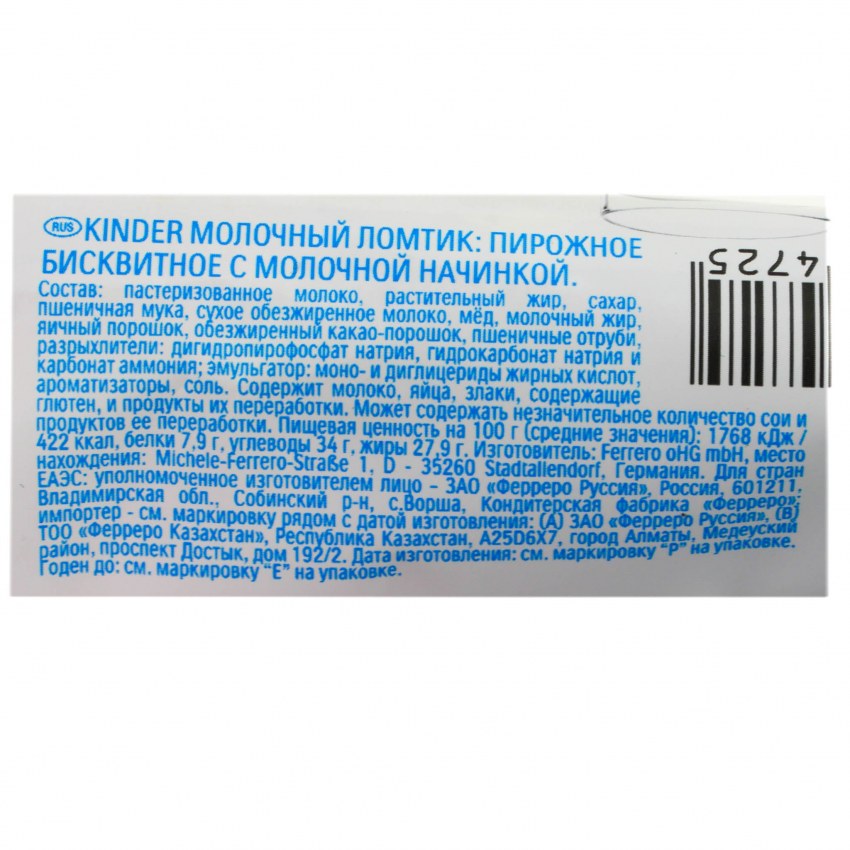 RUS KINDER МОЛОЧНЫЙ ЛОМТИК: ПИРОЖНОЕ
БИСКВИТНОЕ С МОЛОЧНОЙ НАЧИНКОЙ.
Состав: пастеризованное молоко, растительный жир, сахар,
пшеничная мука, сухое обезжиренное молоко, мёд, молочный жир,
яичный порошок, обезжиренный какао-порошок, пшеничные отруби,
разрыхлители: дигидропирофосфат натрия, гидрокарбонат натрия и
карбонат аммония; эмульгатор: моно- и диглицериды жирных кислот,
ароматизаторы, соль. Содержит молоко, яйца, злаки, содержащие
глютен, и продукты их переработки. Может содержать незначительное количество сои и
продуктов ее переработки. Пищевая ценность на 100 г (средние значения): 1768 кДж /
422 ккал, белки 7,9 г, углеводы 34 г, жиры 27,9 г. Изготовитель: Ferrero oHG mbH, место
нахождения: Michele-Ferrero-Straße 1, D - 35260 Stadtallendorf, Германия. Для стран
ЕАЭС: уполномоченное изготовителем лицо - ЗАО «Ферреро Руссия», Россия, 601211,
Владимирская обл., Собинский р-н, с.Ворша, Кондитерская фабрика «Ферреро»;
импортер - см. маркировку рядом с датой изготовления: (A) ЗАО «Ферреро Руссия», (B)
ТОО «Ферреро Казахстан», Республика Казахстан, A25D6X7, город Алматы, Медеуский
район, проспект Достык, дом 192/2. Дата изготовления: см. маркировку "P" на упаковке.
Годен до: см. маркировку "E" на упаковке.
4725